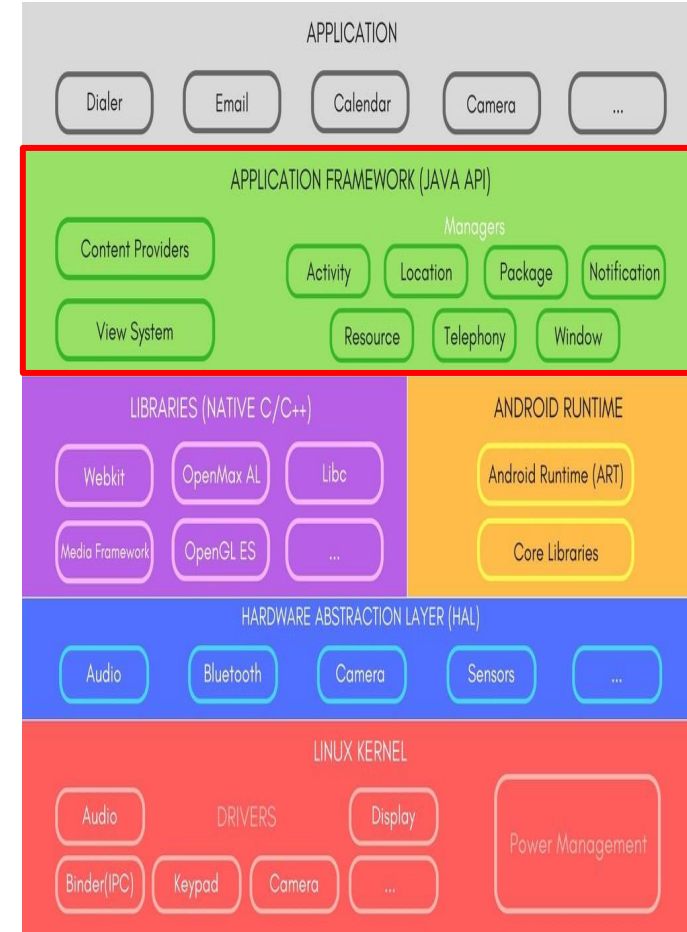 APPLICATION
Dialer
Email
Calendar
Camera
...
APPLICATION FRAMEWORK (JAVA API)
Managers
Content Providers
Activity
Location
Package
Notification
View System
Resource
Telephony
Window
LIBRARIES (NATIVE C/C++)
Webkit
OpenMax AL
Libc
Media Framework
OpenGL ES
...
ANDROID RUNTIME
Android Runtime (ART)
Core Libraries
HARDWARE ABSTRACTION LAYER (HAL)
Audio
Bluetooth
Camera
Sensors
...
LINUX KERNEL
Audio
DRIVERS
Display
Power Management
Binder(IPC)
Keypad
Camera
...